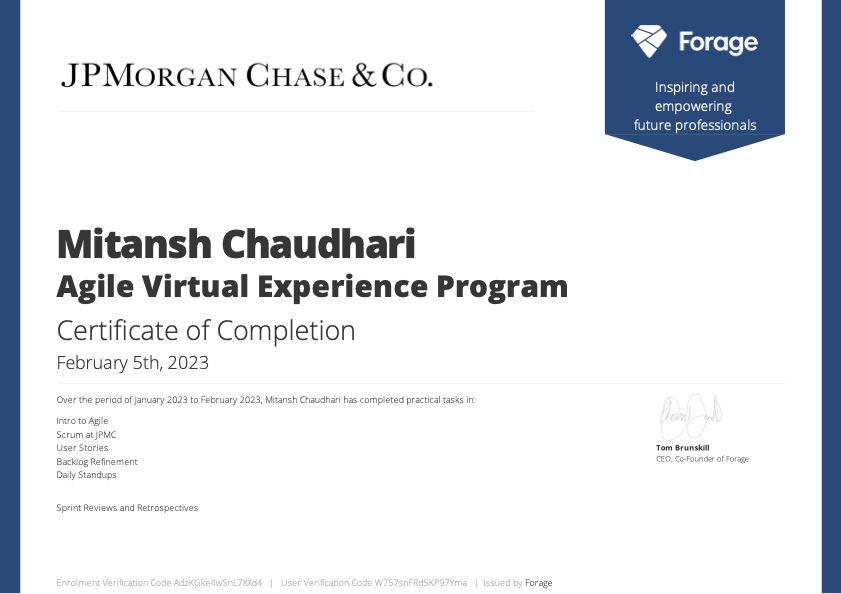 JPMORGAN CHASE & CO.
Forage
Inspiring and
empowering
future professionals
Mitansh Chaudhari
Agile Virtual Experience Program
Certificate of Completion
February 5th, 2023
Over the period of January 2023 to February 2023, Mitansh Chaudhari has completed practical tasks in:
Intro to Agile
Scrum at JPMC
User Stories
Backlog Refinement
Daily Standups
Sprint Reviews and Retrospectives
Tom Brunskill
CEO, Co-Founder of Forage
Enrolment Verification Code AdzKGke4wSnL7XXd4 | User Verification Code W757snFRd5KP97Yma | Issued by Forage